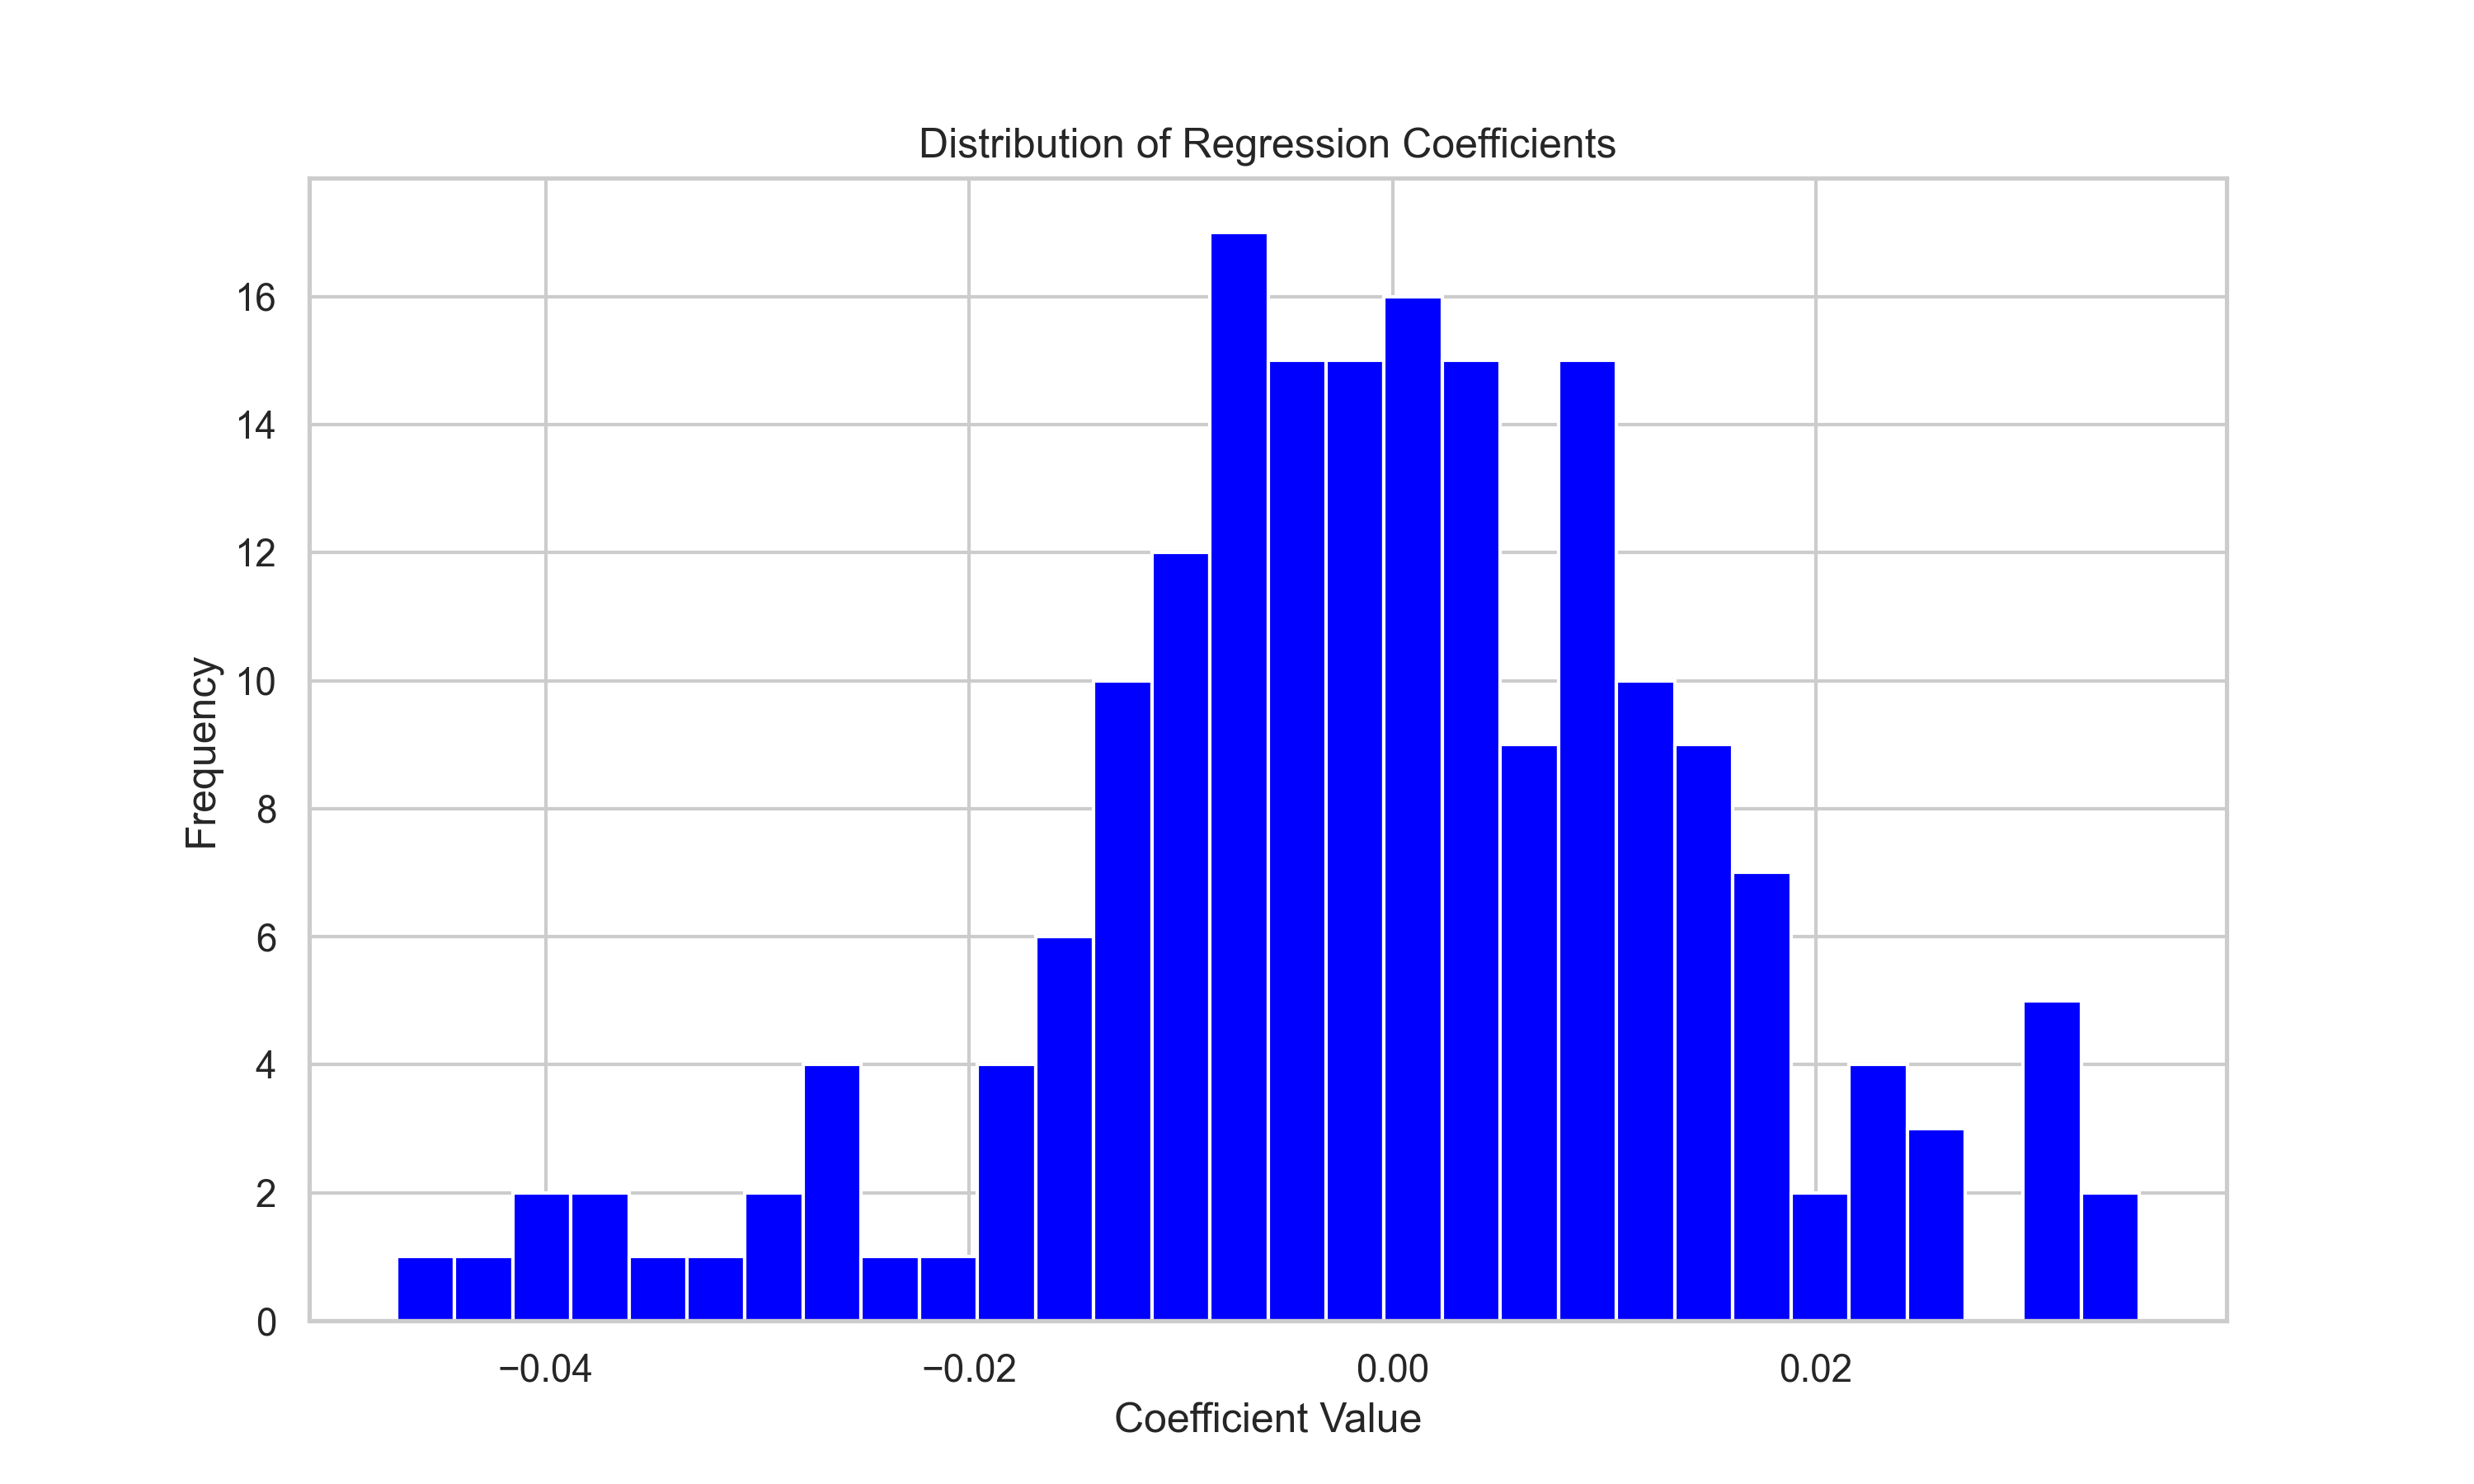 Distribution of Regression Coefficients
16
14
12
10
8
6
4
2
0
Frequency
−0.04 −0.02 0.00 0.02
Coefficient Value